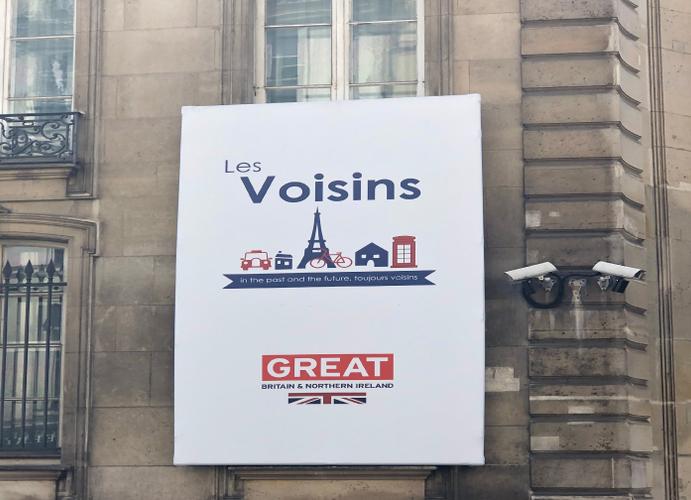 Les
Voisins
in the past and the future, toujours voisins
GREAT
BRITAIN & NORTHERN IRELAND